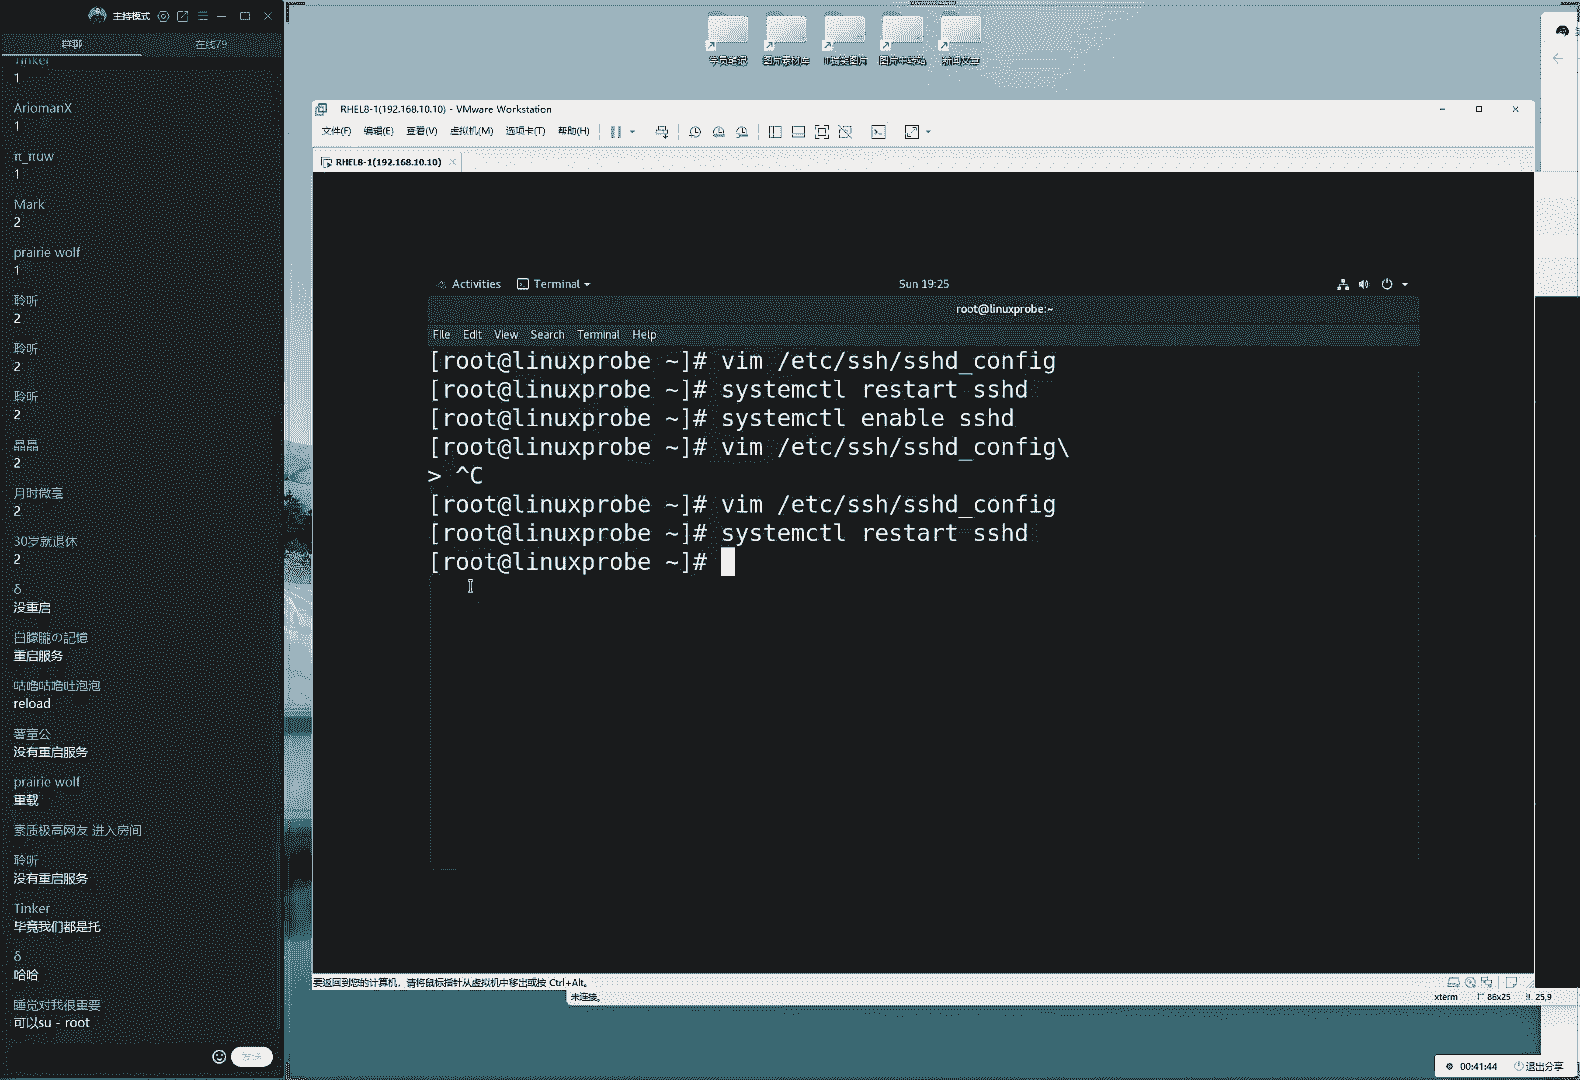 主持模式
群聊
在线79
Tinker
1
AriomanX
1
π_πuw
1
Mark
2
prairie wolf
1
聆听
2
聆听
2
聆听
2
晶晶
2
月时微毫
2
30岁就退休
2
δ
没重启
白朦朧の記憶
重启服务
咕噜咕噜吐泡泡
reload
薯童公
没有重启服务
prairie wolf
重载
素质极高网友 进入房间
聆听
没有重启服务
Tinker
毕竟我们都是托
δ
哈哈
睡觉对我很重要
可以su - root
发送
学员笔记
图片素材库
IT搞笑图片
图片中转站
新闻文章
RHEL8-1(192.168.10.10) - VMware Workstation
文件(F) 编辑(E) 查看(V) 虚拟机(M) 选项卡(T) 帮助(H)
RHEL8-1(192.168.10.10)
Activities Terminal Sun 19:25
root@linuxprobe:~
File Edit View Search Terminal Help
[root@linuxprobe ~]# vim /etc/ssh/sshd_config
[root@linuxprobe ~]# systemctl restart sshd
[root@linuxprobe ~]# systemctl enable sshd
[root@linuxprobe ~]# vim /etc/ssh/sshd_config\
> ^C
[root@linuxprobe ~]# vim /etc/ssh/sshd_config
[root@linuxprobe ~]# systemctl restart sshd
[root@linuxprobe ~]#
要返回到您的计算机，请将鼠标指针从虚拟机中移出或按 Ctrl+Alt。
未连接。
xterm 86x25 25,9
00:41:44 退出分享